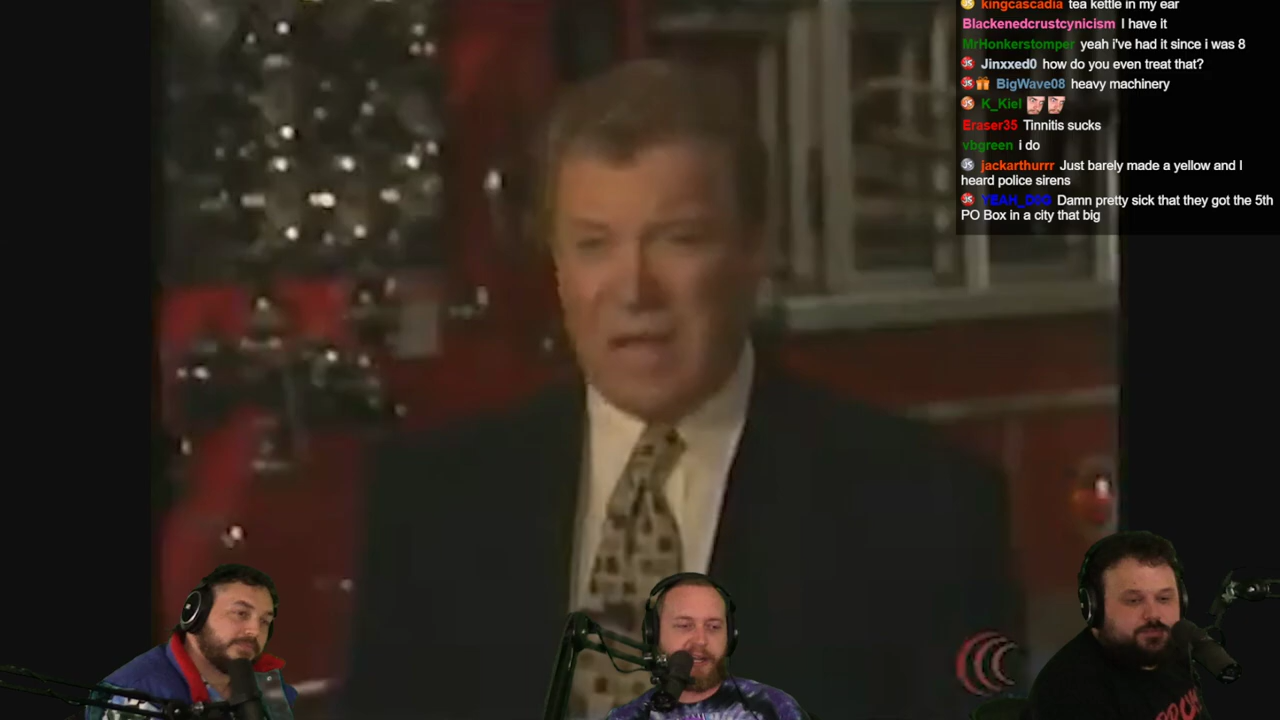 kingcascadia tea kettle in my ear
Blackenedcrustcynicism I have it
MrHonkerstomper yeah i've had it since i was 8
Jinxxed0 how do you even treat that?
BigWave08 heavy machinery
K_Kiel
Eraser35 Tinnitis sucks
vbgreen i do
jackarthurrr Just barely made a yellow and I
heard police sirens
YEAH_D0G Damn pretty sick that they got the 5th
PO Box in a city that big